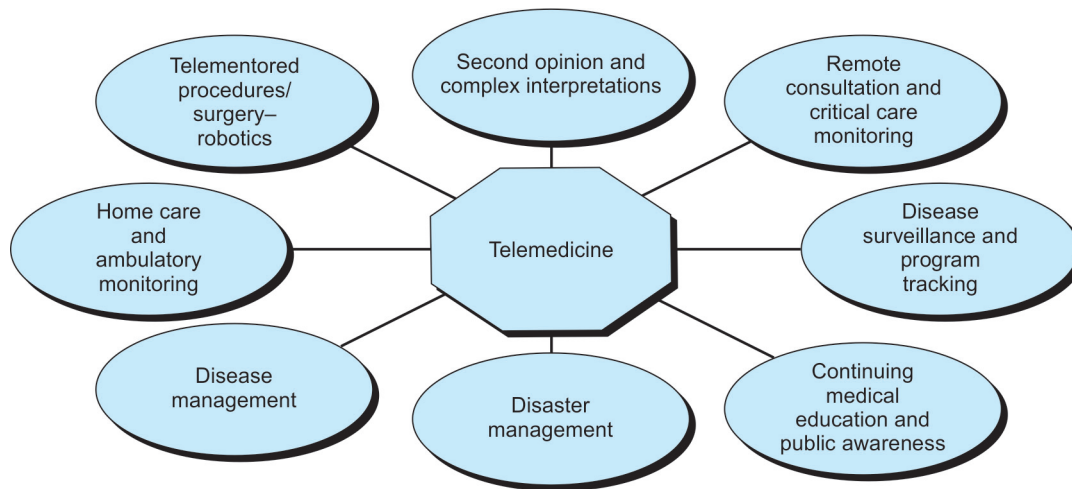 Telementored
procedures/
surgery–
robotics
Second opinion and
complex interpretations
Remote
consultation and
critical care
monitoring
Home care
and
ambulatory
monitoring
Telemedicine
Disease
surveillance and
program
tracking
Disease
management
Disaster
management
Continuing
medical
education and
public awareness